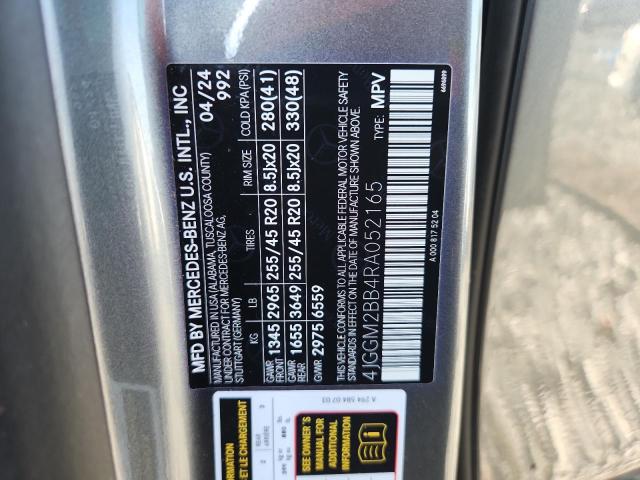 MFD BY MERCEDES-BENZ U.S. INTL., INC
MANUFACTURED IN USA (ALABAMA, TUSCALOOSA COUNTY) 04/24
UNDER CONTRACT FOR MERCEDES-BENZ AG, 992
STUTTGART (GERMANY)
KG LB TIRES RIM SIZE COLD KPA (PSI)
GAWR FRONT 1345 2965 255/45 R20 8.5Jx20 280(41)
GAWR REAR 1655 3649 255/45 R20 8.5Jx20 330(48)
GVWR 2975 6559
THIS VEHICLE CONFORMS TO ALL APPLICABLE FEDERAL MOTOR VEHICLE SAFETY
STANDARDS IN EFFECT ON THE DATE OF MANUFACTURE SHOWN ABOVE.
4JGGM2BB4RA052165 TYPE: MPV
A 000 817 52 04
A 294 584 07 03
ET LE CHARGEMENT
REAR
ARRIÈRE
SEE OWNER'S
MANUAL FOR
ADDITIONAL
INFORMATION